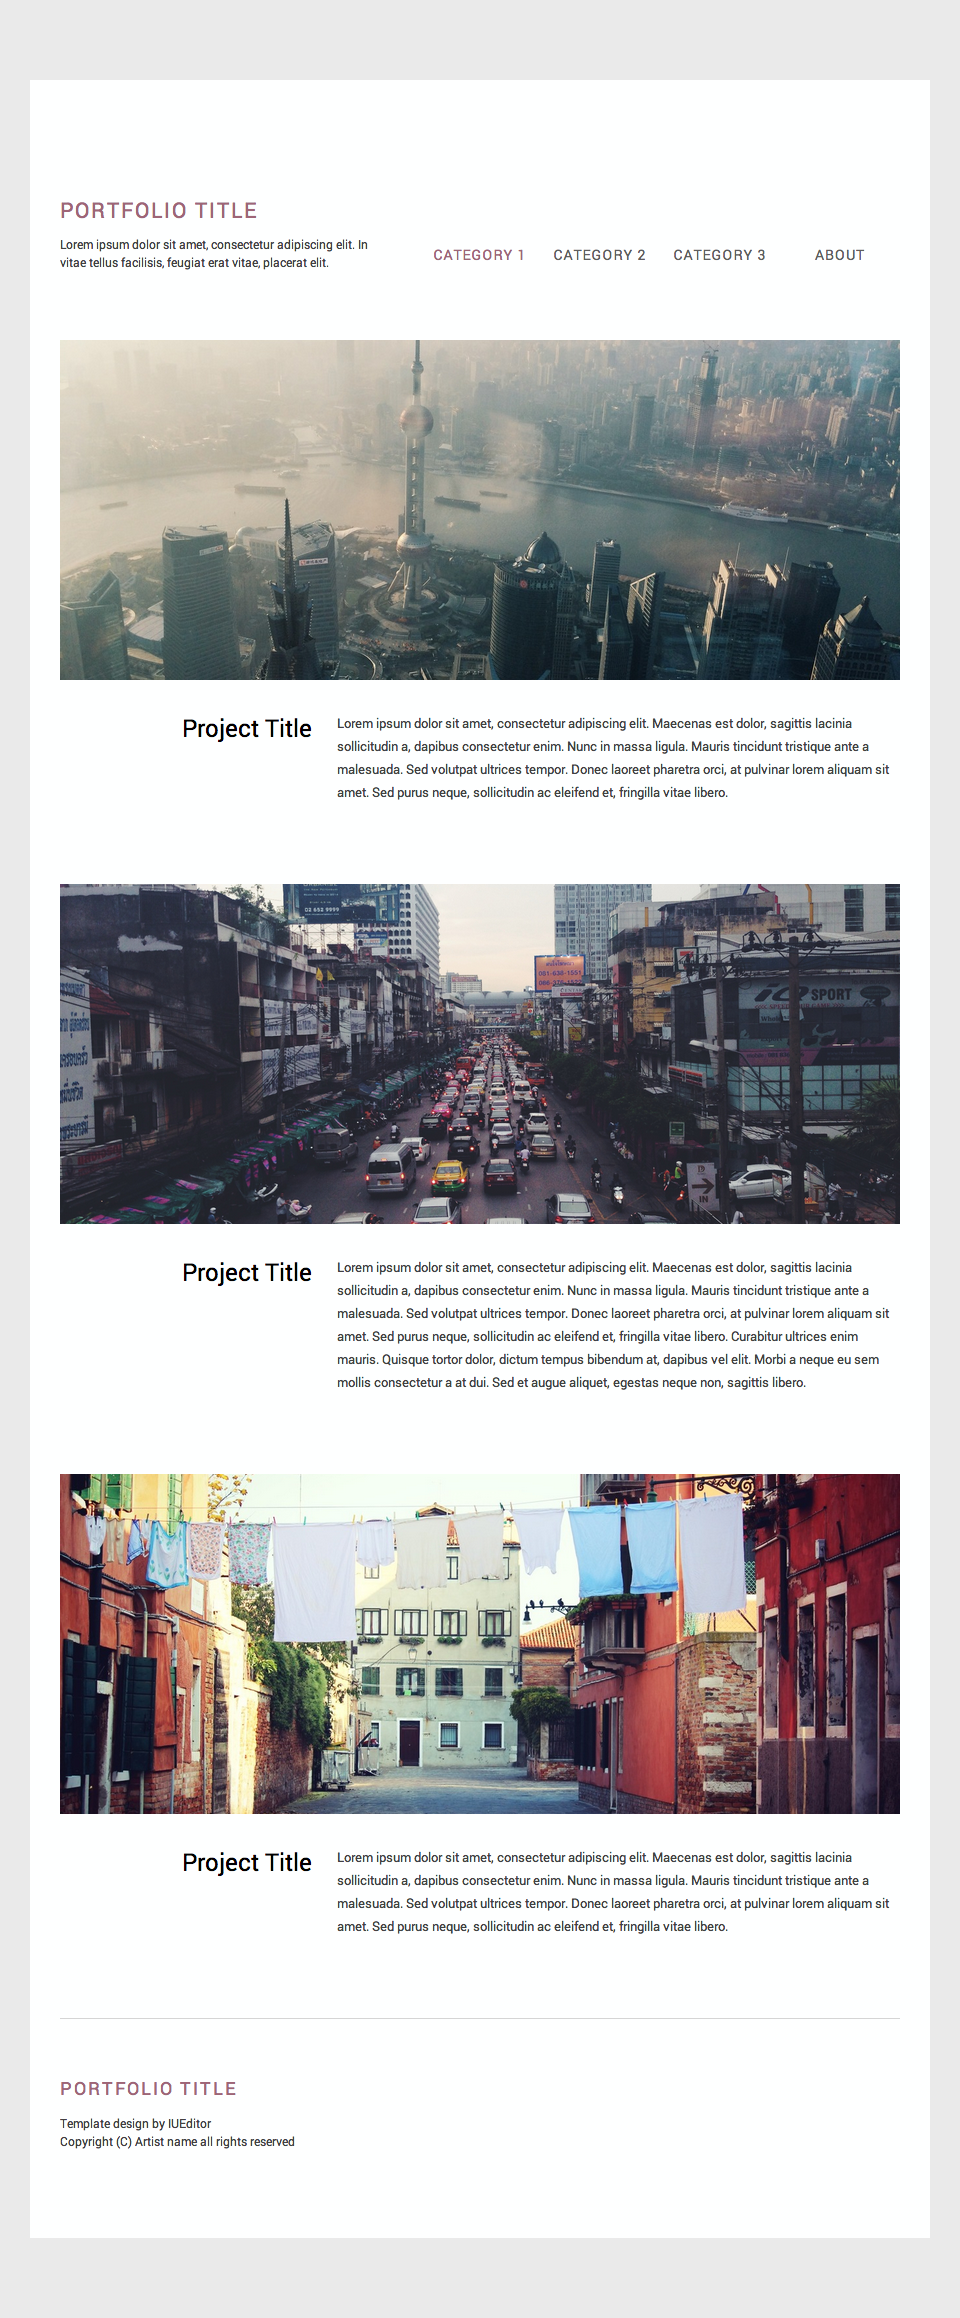 PORTFOLIO TITLE
Lorem ipsum dolor sit amet, consectetur adipiscing elit. In
vitae tellus facilisis, feugiat erat vitae, placerat elit.
CATEGORY 1 CATEGORY 2 CATEGORY 3 ABOUT
Project Title
Lorem ipsum dolor sit amet, consectetur adipiscing elit. Maecenas est dolor, sagittis lacinia
sollicitudin a, dapibus consectetur enim. Nunc in massa ligula. Mauris tincidunt tristique ante a
malesuada. Sed volutpat ultrices tempor. Donec laoreet pharetra orci, at pulvinar lorem aliquam sit
amet. Sed purus neque, sollicitudin ac eleifend et, fringilla vitae libero.
02 652 9999
081-638-1551
SPORT
IN
Project Title
Lorem ipsum dolor sit amet, consectetur adipiscing elit. Maecenas est dolor, sagittis lacinia
sollicitudin a, dapibus consectetur enim. Nunc in massa ligula. Mauris tincidunt tristique ante a
malesuada. Sed volutpat ultrices tempor. Donec laoreet pharetra orci, at pulvinar lorem aliquam sit
amet. Sed purus neque, sollicitudin ac eleifend et, fringilla vitae libero. Curabitur ultrices enim
mauris. Quisque tortor dolor, dictum tempus bibendum at, dapibus vel elit. Morbi a neque eu sem
mollis consectetur a at dui. Sed et augue aliquet, egestas neque non, sagittis libero.
Project Title
Lorem ipsum dolor sit amet, consectetur adipiscing elit. Maecenas est dolor, sagittis lacinia
sollicitudin a, dapibus consectetur enim. Nunc in massa ligula. Mauris tincidunt tristique ante a
malesuada. Sed volutpat ultrices tempor. Donec laoreet pharetra orci, at pulvinar lorem aliquam sit
amet. Sed purus neque, sollicitudin ac eleifend et, fringilla vitae libero.
PORTFOLIO TITLE
Template design by IUEditor
Copyright (C) Artist name all rights reserved